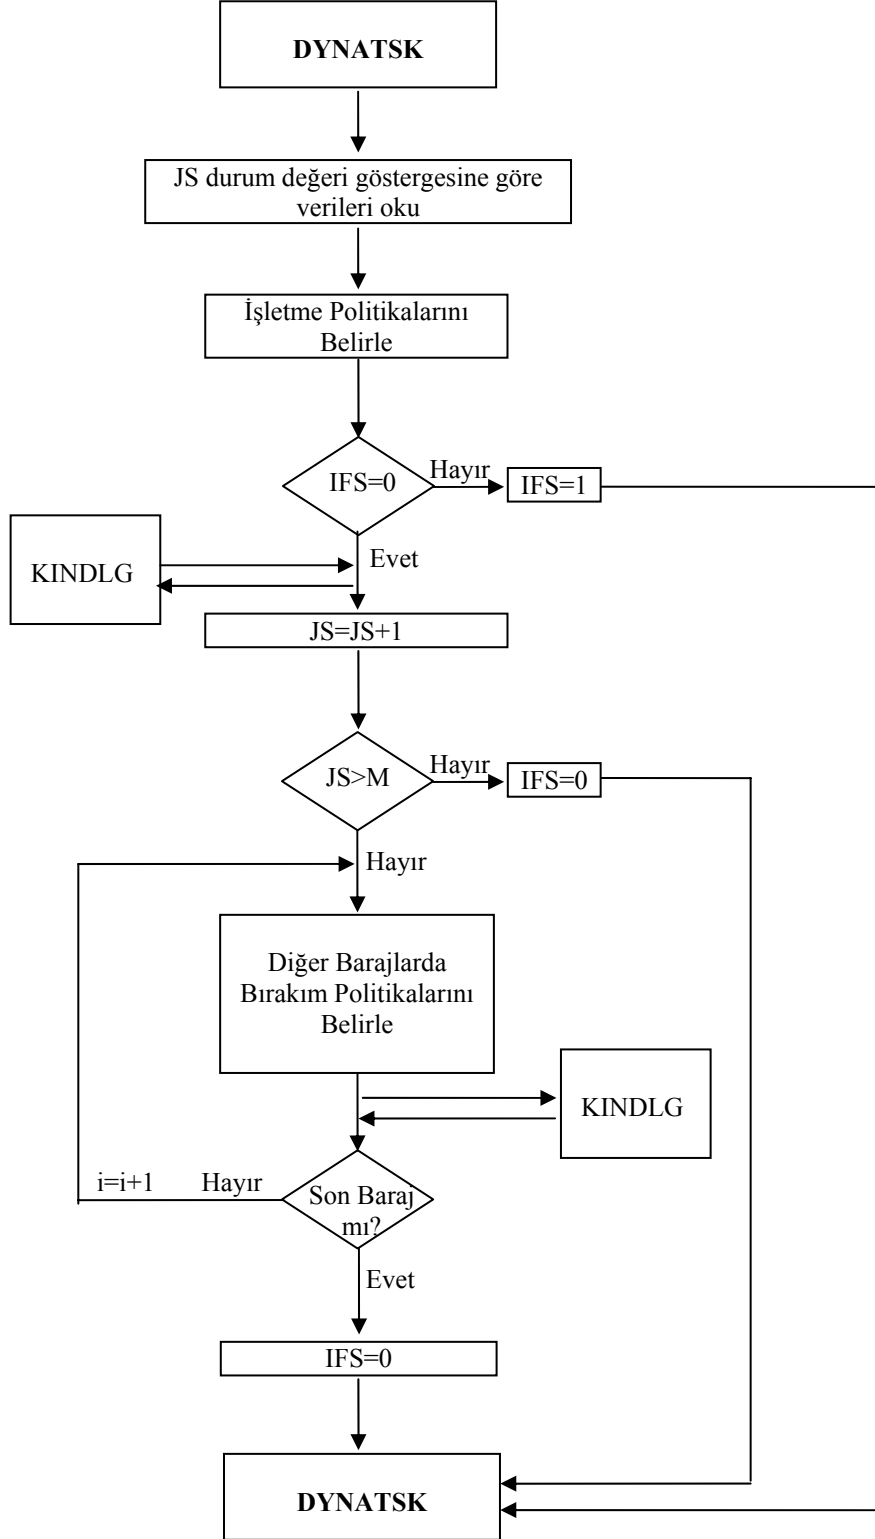 DYNATSK
JS durum değeri göstergesine göre
verileri oku
İşletme Politikalarını
Belirle
IFS=0
Hayır
IFS=1
Evet
KINDLG
JS=JS+1
JS>M
Hayır
IFS=0
Hayır
Diğer Barajlarda
Bırakım Politikalarını
Belirle
KINDLG
i=i+1
Hayır
Son Baraj
mı?
Evet
IFS=0
DYNATSK